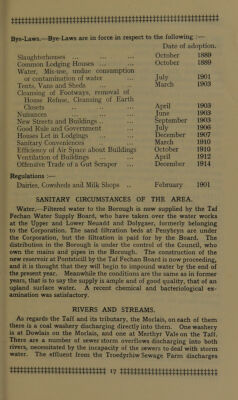 Bye-Laws.—Bye-Laws are in force in respect to the following :—
Date of adoption.
Slaughterhouses ... ... ... October 1889
Common Lodging Houses ... ... October 1889
Water, Mis-use, undue consumption
or contamination of water ... July 1901
Tents, Vans and Sheds ... ... March 1903
Cleansing of Footways, removal of
House Refuse, Cleansing of Earth
Closets ... ... ... April 1903
Nuisances ... ... ... June 1903
New Streets and Buildings ... ... September 1903
Good Rule and Government ... July 1906
Houses Let in Lodgings ... December 1907
Sanitary Conveniences ... March 1910
Efficiency of Air Space about Buildings October 1910
Ventilation of Buildings ... ... April 1912
Offensive Trade of a Gut Scraper ... December 1914
Regulations :—
Dairies, Cowsheds and Milk Shops .. February 1901
SANITARY CIRCUMSTANCES OF THE AREA.
Water.—Filtered water to the Borough is now supplied by the Taf
Fechan Water Supply Board, who have taken over the water works
at the Upper and Lower Neuadd and Dolygaer, formerly belonging
to the Corporation. The sand filtration beds at Penybryn are under
the Corporation, but the filtration is paid for by the Board. The
distribution in the Borough is under the control of the Council, who
own the mains and pipes in the Borough. The construction of the
new reservoir at Pontsticill by the Taf Fechan Board is now proceeding,
and it is thought that they will begin to impound water by the end of
the present year. Meanwhile the conditions are the same as in former
years, that is to say the supply is ample and of good quality, that of an
upland surface water. A recent chemical and bacteriological ex-
amination was satisfactory.
RIVERS AND STREAMS.
As regards the Taff and its tributary, the Morlais, on each of them
there is a coal washery discharging directly into them. One washery
is at Dowlais on the Morlais, and one at Merthyr Vale on the Taff.
There are a number of sewer storm overflows discharging into both
rivers, necessitated by the incapacity of the sewers to deal with storm
water. The effluent from the Troedyrhiw Sewage Farm discharges
17